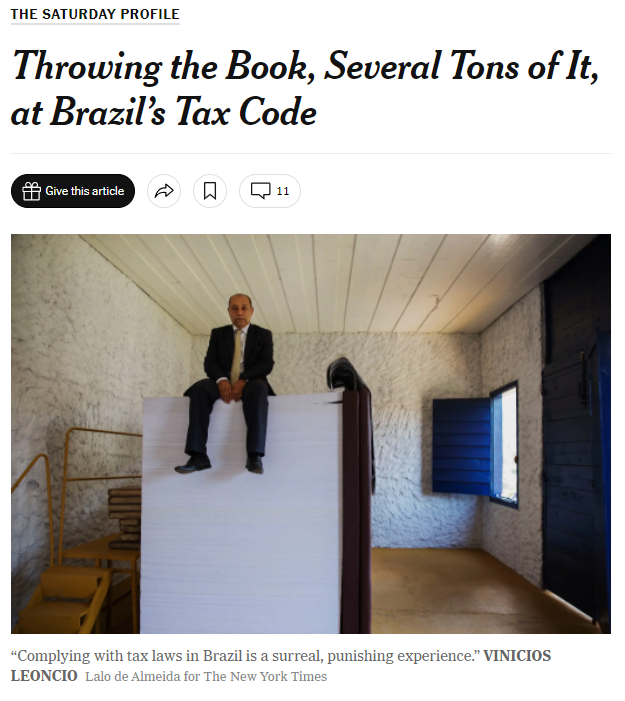 THE SATURDAY PROFILE
Throwing the Book, Several Tons of It,
at Brazil’s Tax Code
Give this article
11
“Complying with tax laws in Brazil is a surreal, punishing experience.” VINICIOS
LEONCIO Lalo de Almeida for The New York Times